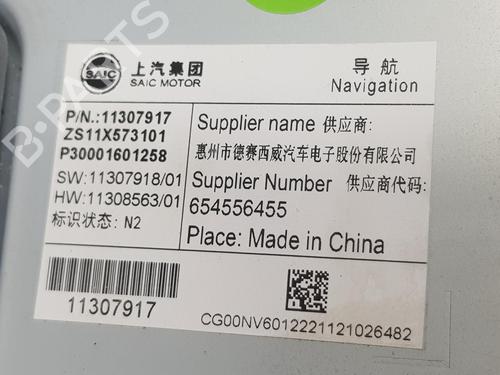 SAIC
上汽集团
SAIC MOTOR
导航
Navigation
P/N.:11307917
ZS11X573101
P30001601258
SW:11307918/01
HW:11308563/01
标识状态: N2
Supplier name 供应商:
惠州市德赛西威汽车电子股份有限公司
Supplier Number 供应商代码:
654556455
Place: Made in China
11307917
CG00NV6012221121026482
B-PARTS